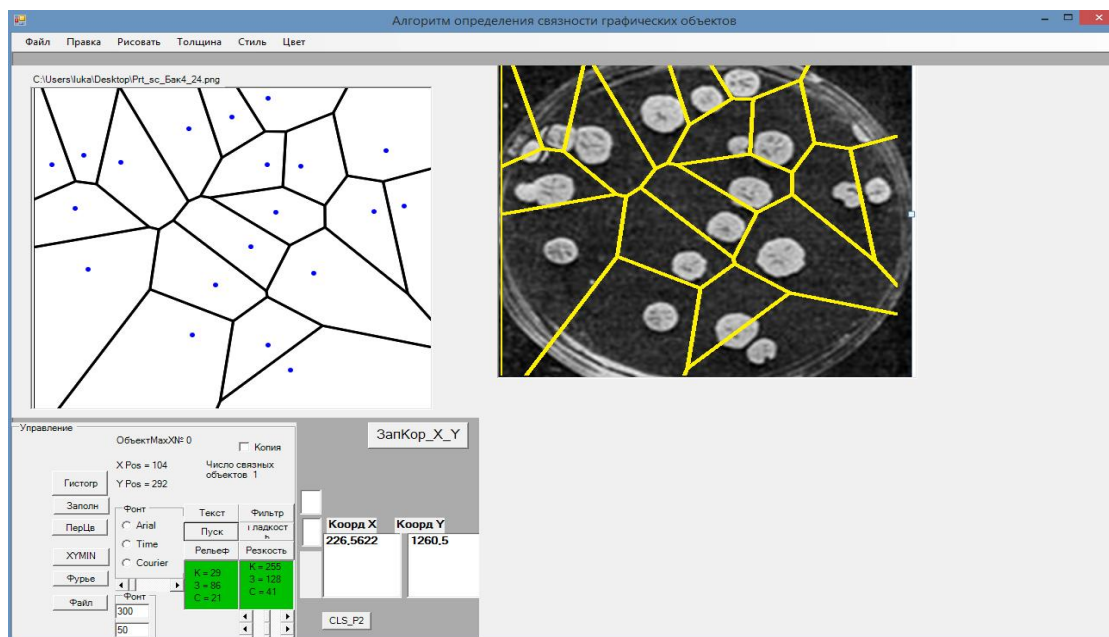 Алгоритм определения связности графических объектов
Файл Правка Рисовать Толщина Стиль Цвет
C:\Users\luka\Desktop\Prt_sc_Бак4_24.png
Управление
ОбъектMaxX№ 0
Копия
ЗапКор_X_Y
X Pos = 104
Число связных
объектов 1
Y Pos = 292
Гистогр
Заполн
ПерЦв
XYMIN
Фурье
Файл
Фонт
Arial
Time
Courier
Текст
Фильтр
Пуск
Гладкост
ь
Рельеф
Резкость
К = 29
З = 86
С = 21
К = 255
З = 128
С = 41
Коорд X
Коорд Y
226,5622
1260,5
Фонт
300
50
CLS_P2